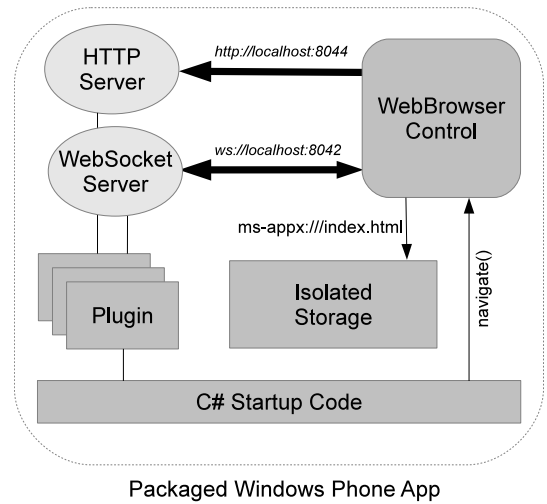 HTTP
Server
http://localhost:8044
WebBrowser
Control
WebSocket
Server
ws://localhost:8042
ms-appx:///index.html
navigate()
Plugin
Isolated
Storage
C# Startup Code
Packaged Windows Phone App